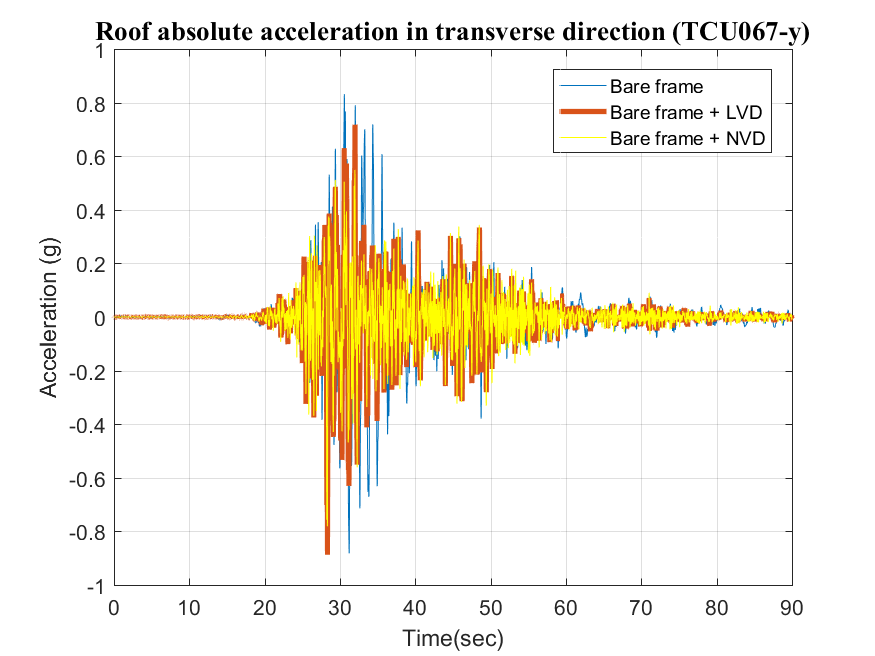 Roof absolute acceleration in transverse direction (TCU067-y)
1
0.8
0.6
0.4
0.2
0
-0.2
-0.4
-0.6
-0.8
-1
Acceleration (g)
Bare frame
Bare frame + LVD
Bare frame + NVD
0 10 20 30 40 50 60 70 80 90
Time(sec)